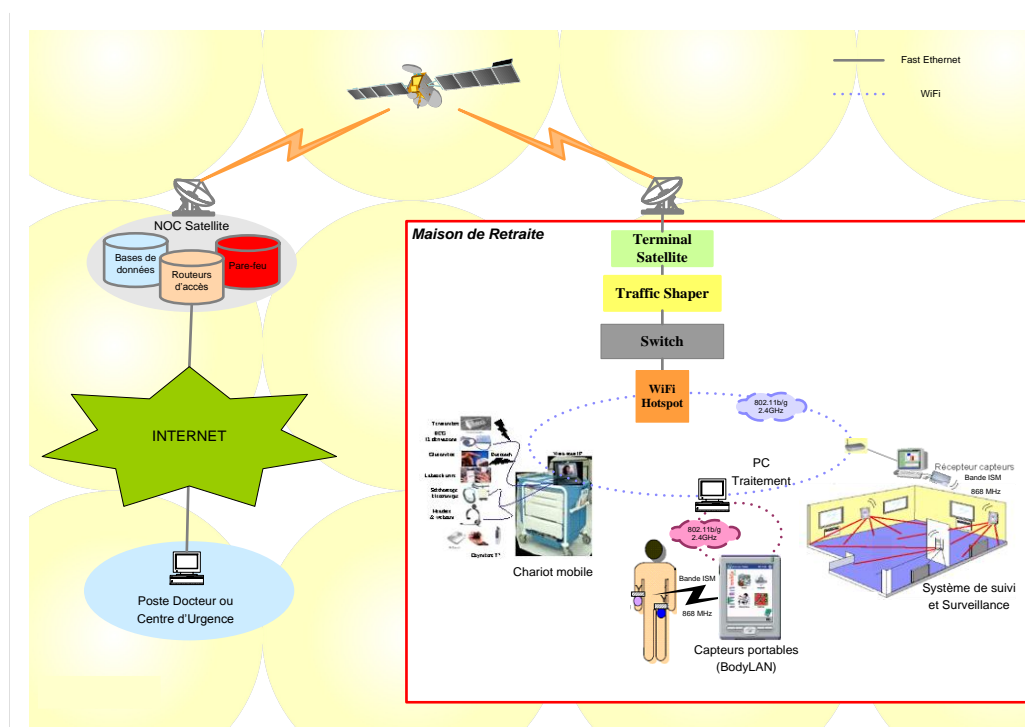 Fast Ethernet
WiFi
NOC Satellite
Bases de
données
Pare-feu
Routeurs
d'accès
INTERNET
Poste Docteur ou
Centre d'Urgence
Maison de Retraite
Terminal
Satellite
Traffic Shaper
Switch
WiFi
Hotspot
802.11b/g
2.4GHz
PC
Traitement
Récepteur capteurs
Bande ISM
868 MHz
802.11b/g
2.4GHz
Chariot mobile
Bande ISM
868 MHz
Capteurs portables
(BodyLAN)
Système de suivi
et Surveillance